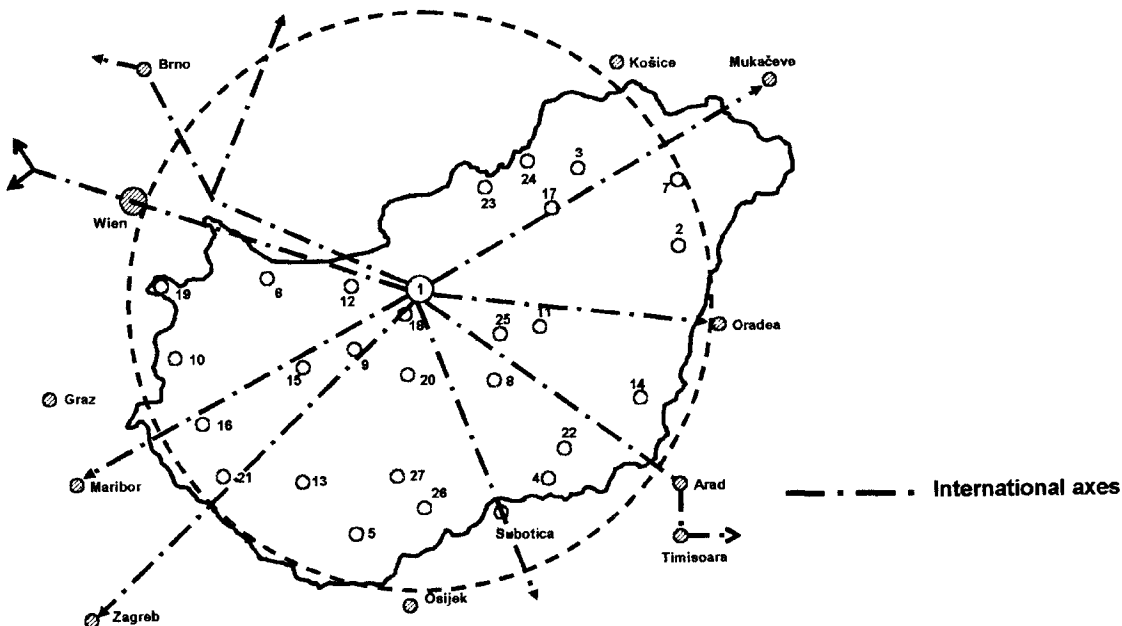 Brno
Košice
Mukačeve
24
3
23
17
7
Wien
2
19
6
12
1
18
25
11
Oradea
10
9
15
20
8
14
Graz
16
22
21
13
27
4
Maribor
26
Arad
International axes
5
Subotica
Timisoara
Osijek
Zagreb